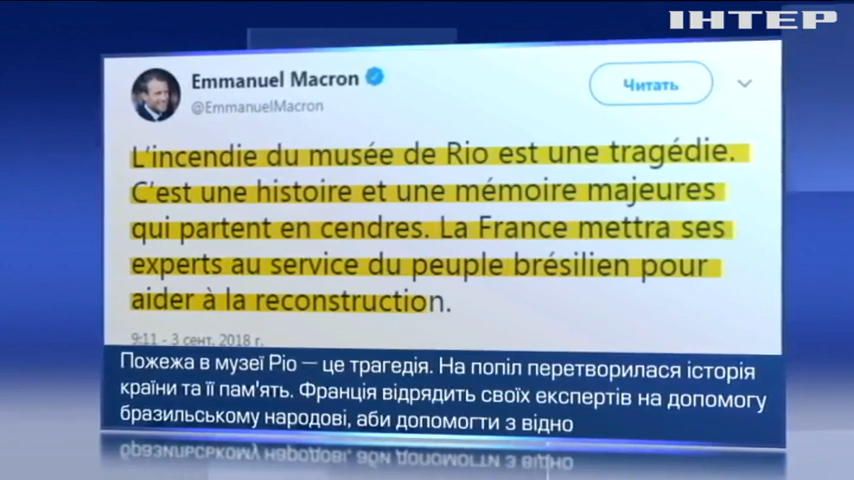 ІНТЕР
Emmanuel Macron
Читать
@EmmanuelMacron
L'incendie du musée de Rio est une tragédie.
C'est une histoire et une mémoire majeures
qui partent en cendres. La France mettra ses
experts au service du peuple brésilien pour
aider à la reconstruction.
9:11 - 3 сент. 2018 г.
Пожежа в музеї Ріо — це трагедія. На попіл перетворилася історія
країни та її пам'ять. Франція відрядить своїх експертів на допомогу
бразильському народові, аби допомогти з відно